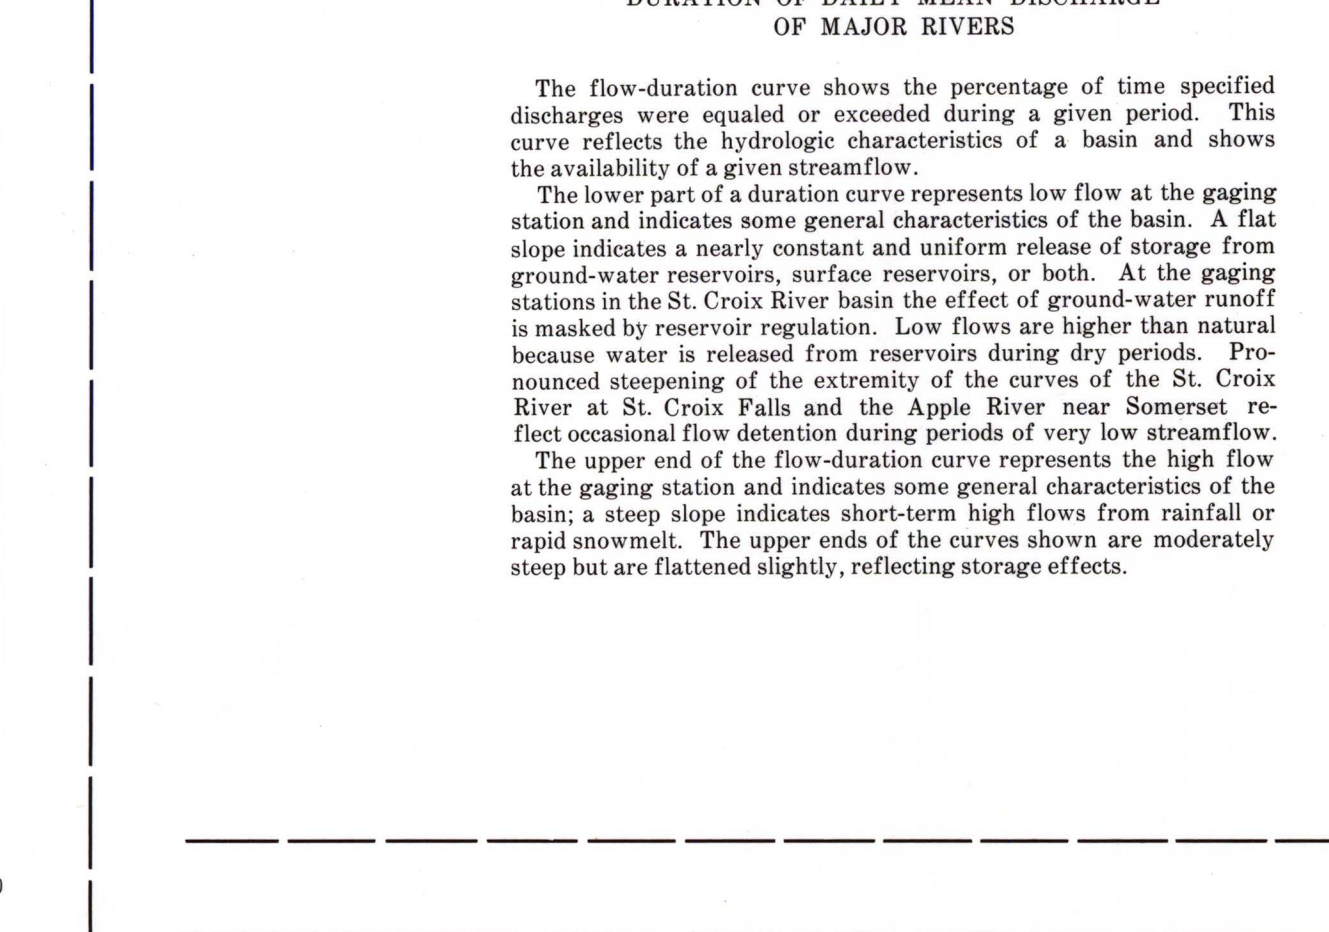 DURATION OF DAILY MEAN DISCHARGE
OF MAJOR RIVERS
The flow-duration curve shows the percentage of time specified
discharges were equaled or exceeded during a given period. This
curve reflects the hydrologic characteristics of a basin and shows
the availability of a given streamflow.
The lower part of a duration curve represents low flow at the gaging
station and indicates some general characteristics of the basin. A flat
slope indicates a nearly constant and uniform release of storage from
ground-water reservoirs, surface reservoirs, or both. At the gaging
stations in the St. Croix River basin the effect of ground-water runoff
is masked by reservoir regulation. Low flows are higher than natural
because water is released from reservoirs during dry periods. Pro-
nounced steepening of the extremity of the curves of the St. Croix
River at St. Croix Falls and the Apple River near Somerset re-
flect occasional flow detention during periods of very low streamflow.
The upper end of the flow-duration curve represents the high flow
at the gaging station and indicates some general characteristics of the
basin; a steep slope indicates short-term high flows from rainfall or
rapid snowmelt. The upper ends of the curves shown are moderately
steep but are flattened slightly, reflecting storage effects.